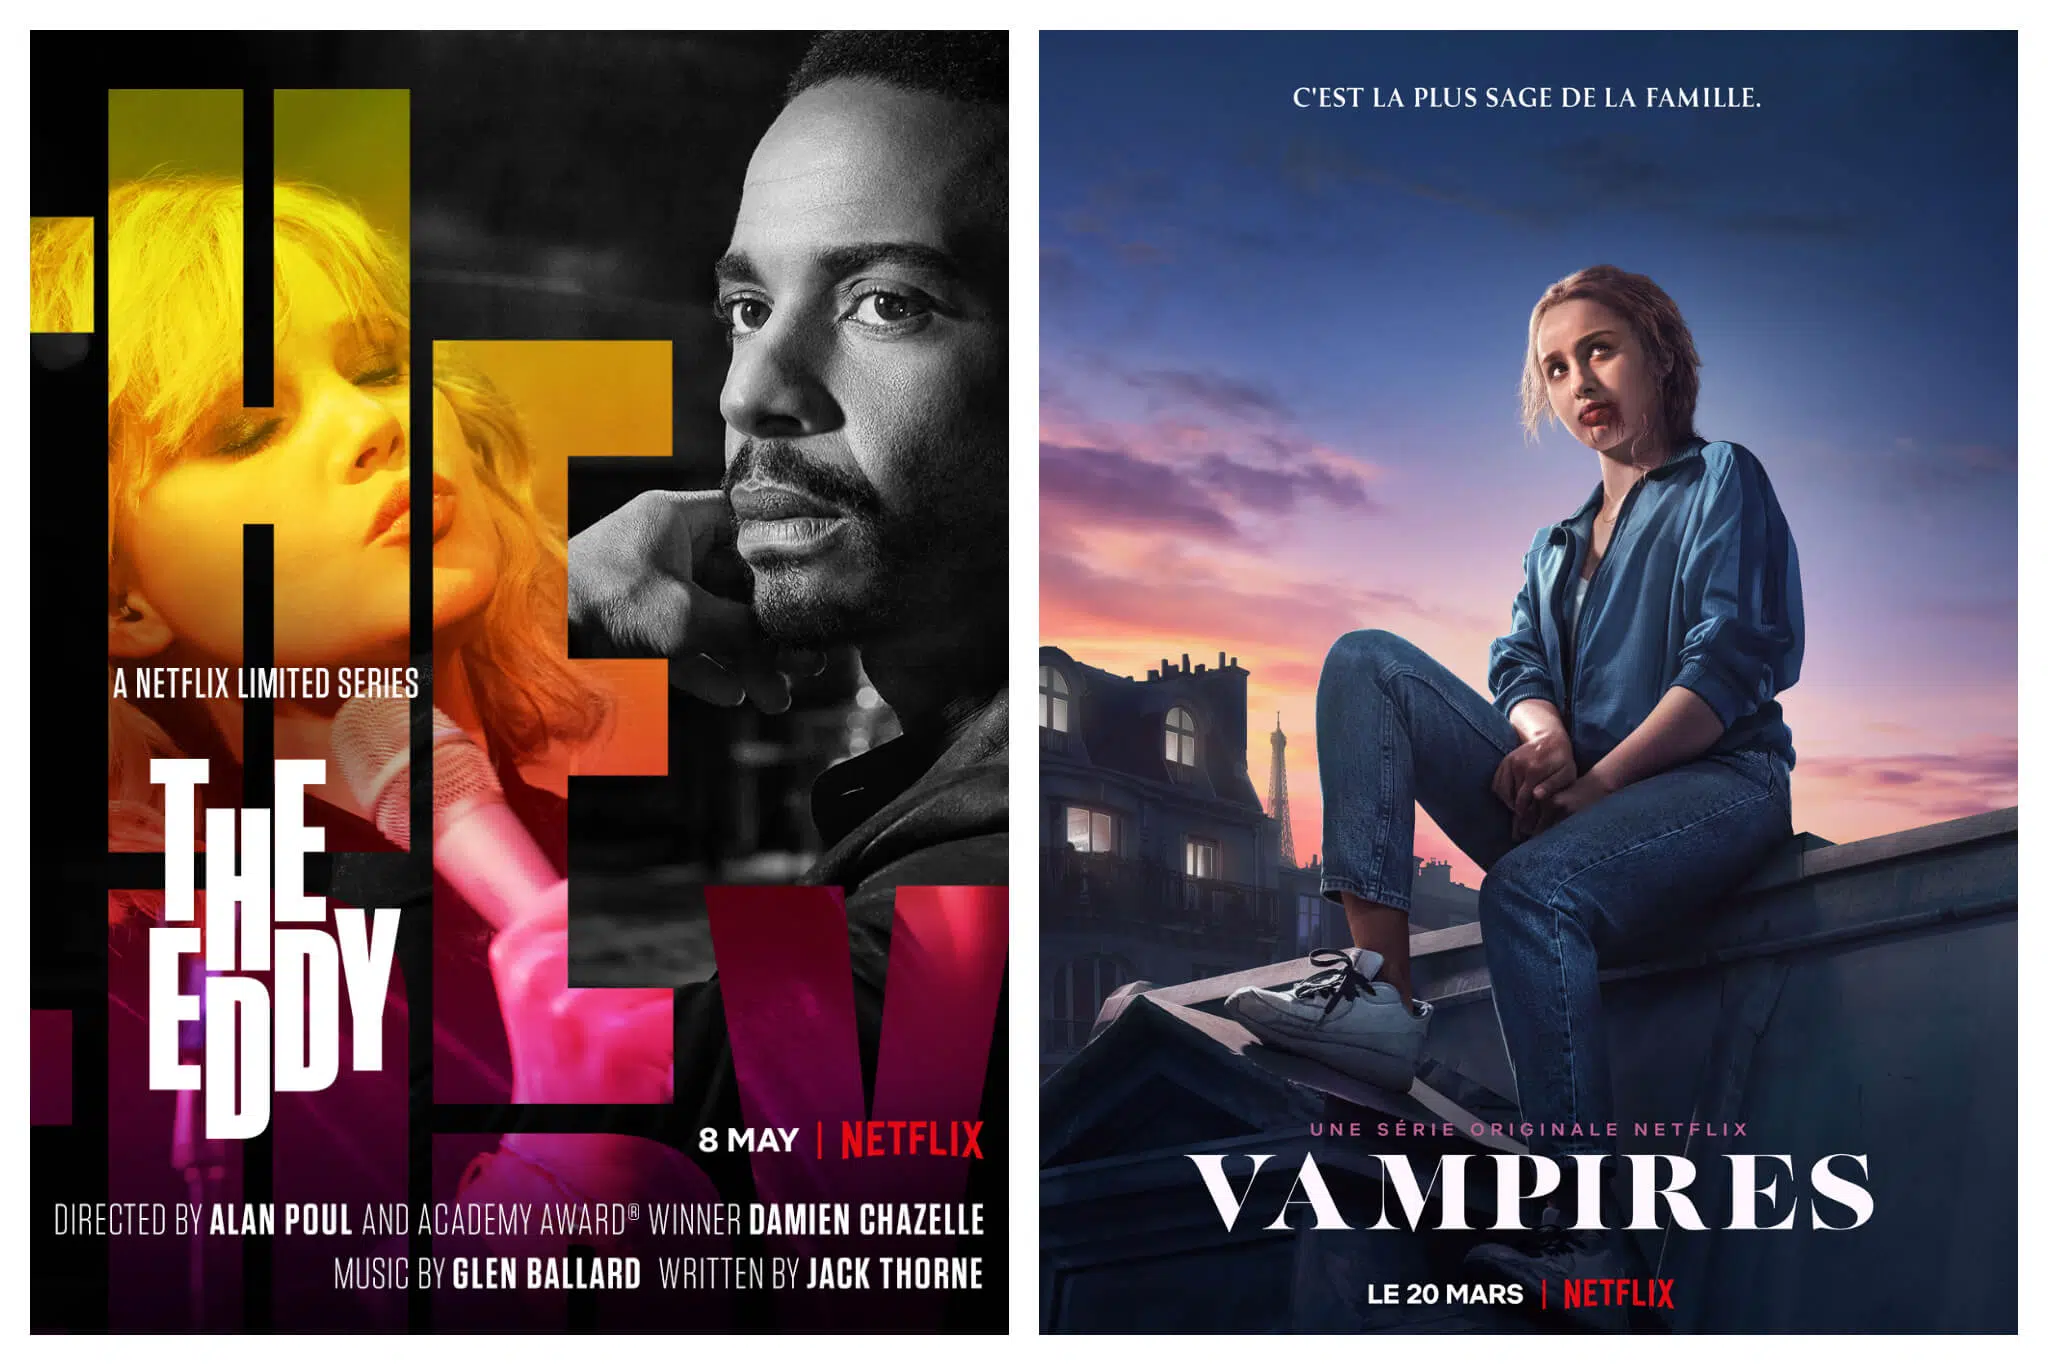 A NETFLIX LIMITED SERIES
THE
EDDY
8 MAY | NETFLIX
DIRECTED BY ALAN POUL AND ACADEMY AWARD® WINNER DAMIEN CHAZELLE
MUSIC BY GLEN BALLARD WRITTEN BY JACK THORNE
C'EST LA PLUS SAGE DE LA FAMILLE.
UNE SÉRIE ORIGINALE NETFLIX
VAMPIRES
LE 20 MARS | NETFLIX